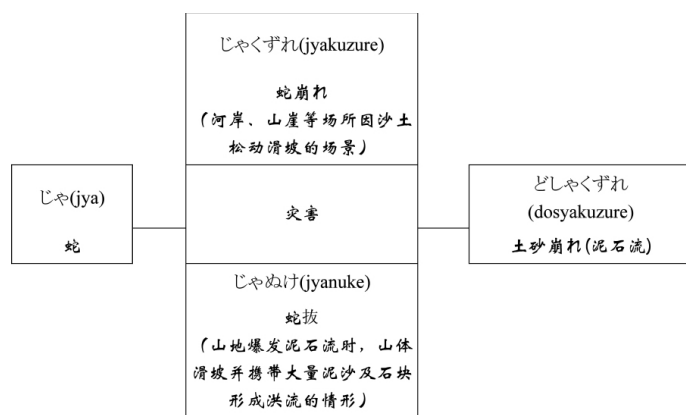 じゃくずれ(jyakuzure)
蛇崩れ
(河岸、山崖等场所因沙土
松动滑坡的场景)
じゃ(jya)
蛇
灾害
どしゃくずれ
(dosyakuzure)
土砂崩れ(泥石流)
じゃぬけ(jyanuke)
蛇抜
(山地爆发泥石流时，山体
滑坡并携带大量泥沙及石块
形成洪流的情形)